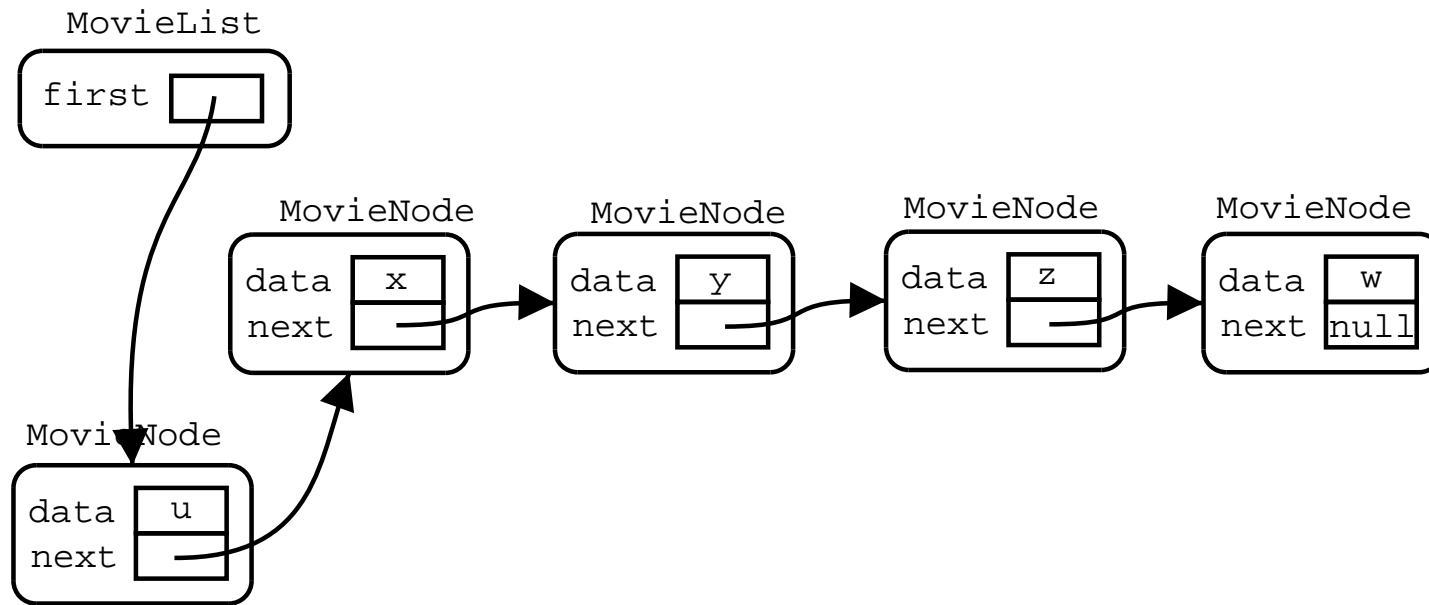 MovieList
first
MovieNode MovieNode MovieNode MovieNode
data x data y data z data w
next next next next null
MovieNode
data u
next